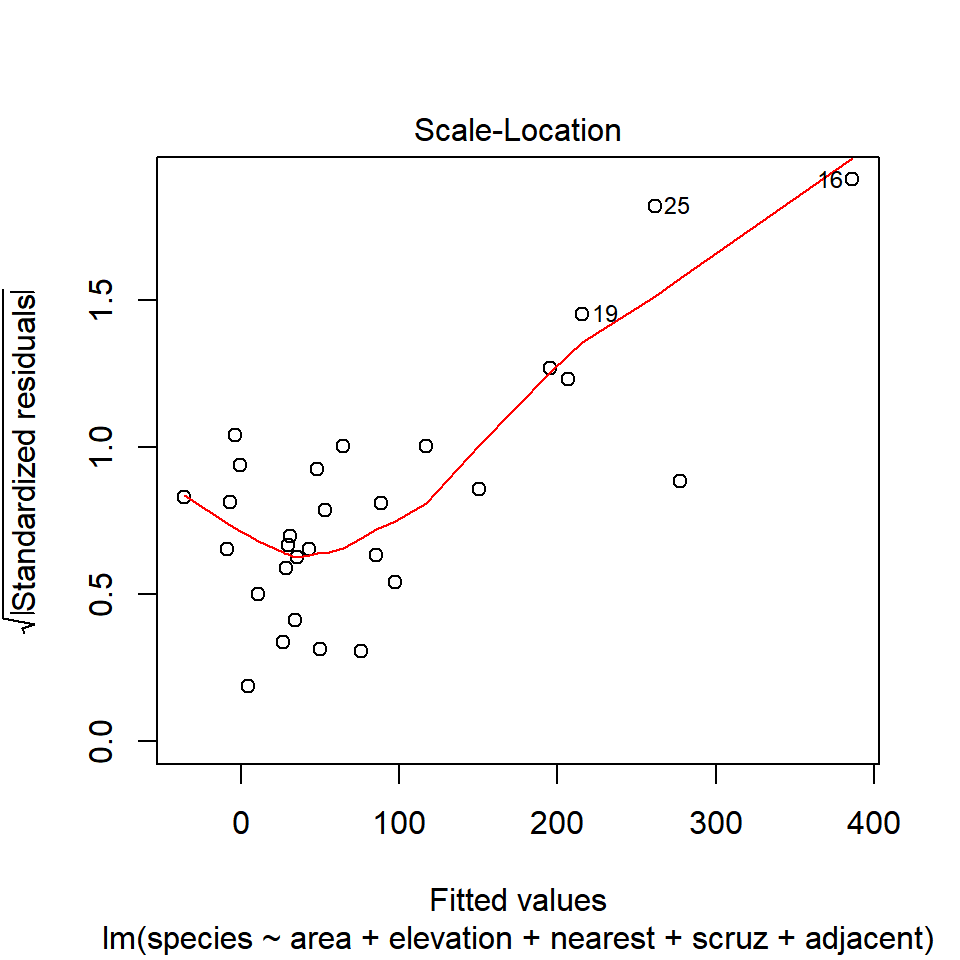 Scale-Location
√|Standardized residuals|
1.5
1.0
0.5
0.0
16
25
19
0 100 200 300 400
Fitted values
lm(species ~ area + elevation + nearest + scruz + adjacent)